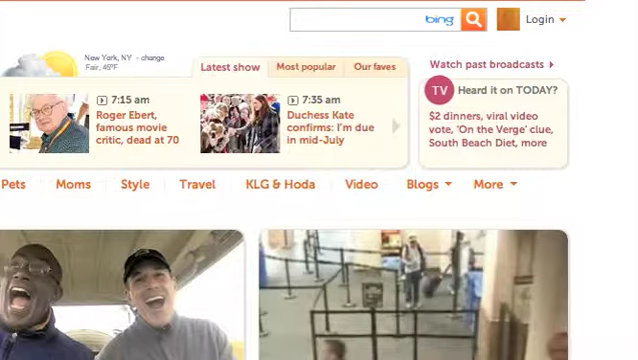 bing
Login
New York, NY - change
Fair, 45°F
Latest show
Most popular
Our faves
Watch past broadcasts
7:15 am
Roger Ebert,
famous movie
critic, dead at 70
7:35 am
Duchess Kate
confirms: I'm due
in mid-July
TV Heard it on TODAY?
$2 dinners, viral video
vote, 'On the Verge' clue,
South Beach Diet, more
Pets Moms Style Travel KLG & Hoda Video Blogs More